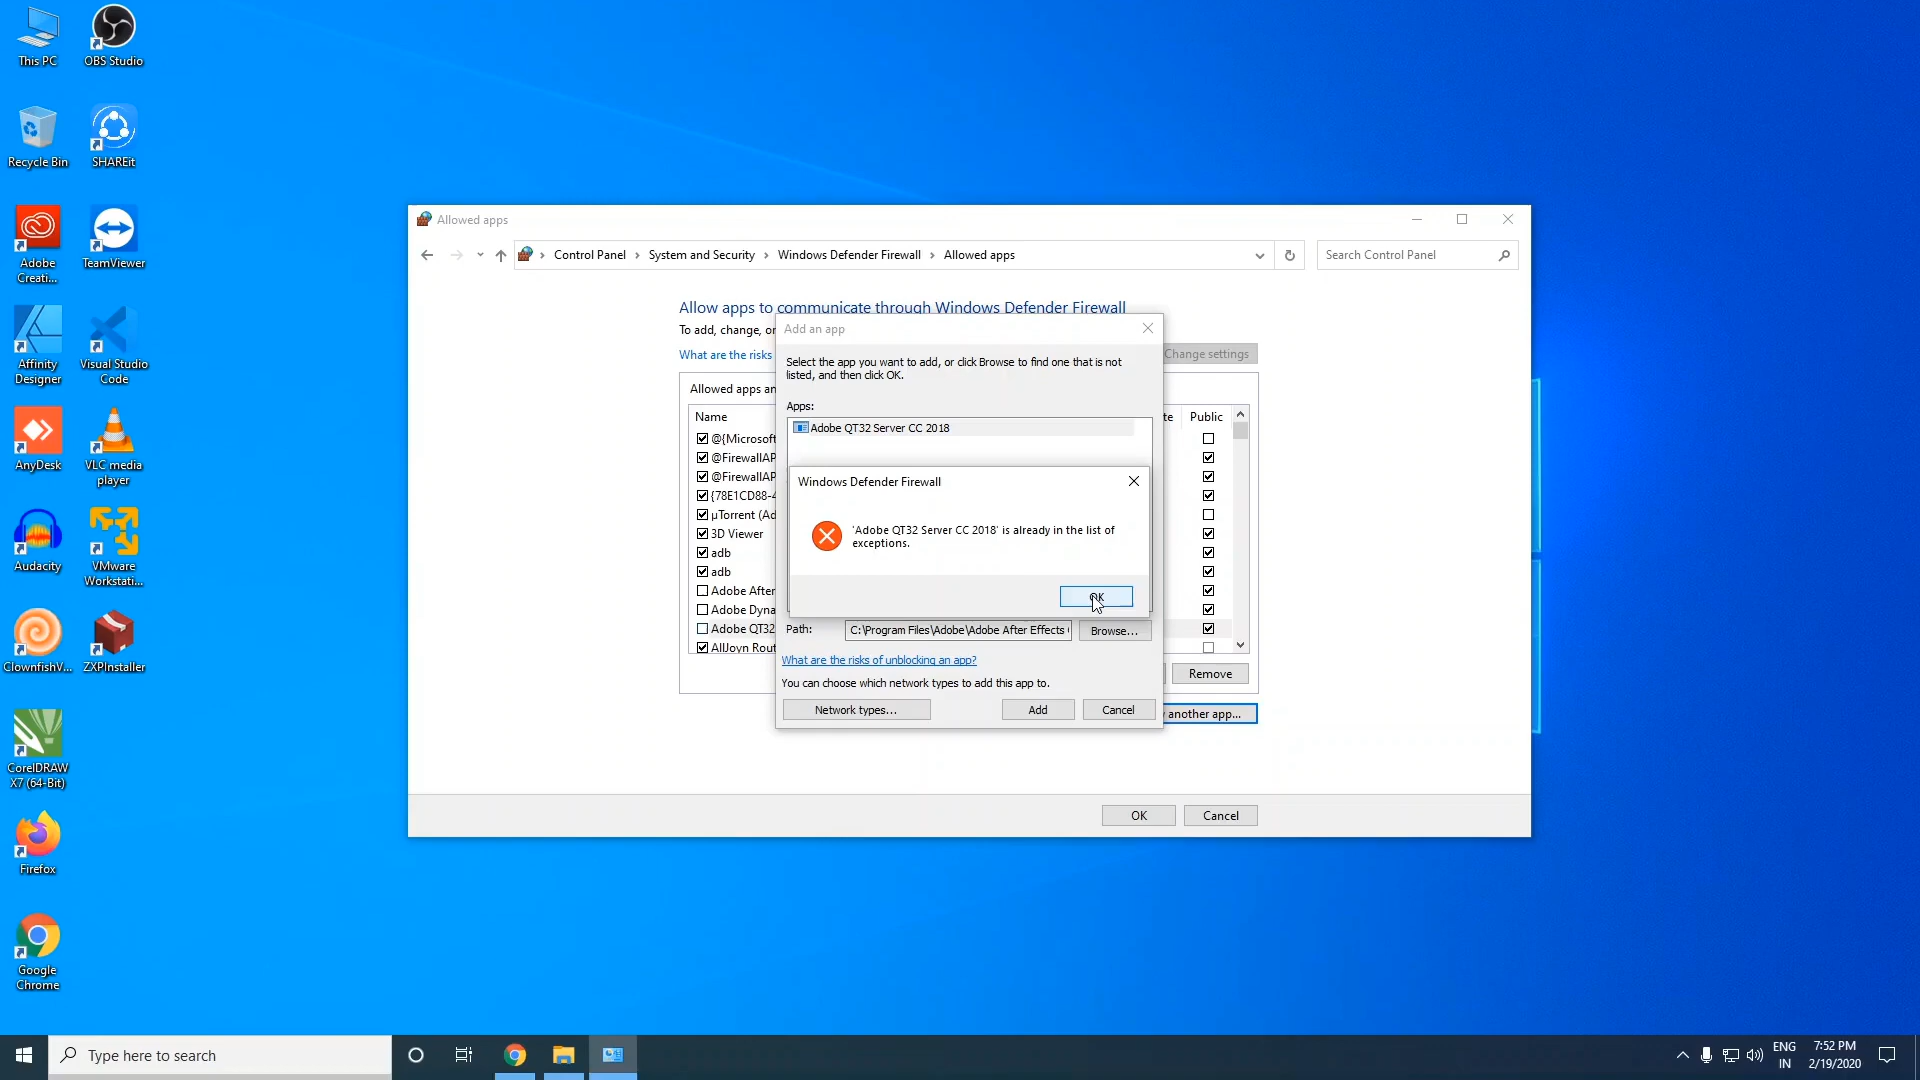 This PC
OBS Studio
Recycle Bin
SHAREit
Adobe
Creati...
TeamViewer
Affinity
Designer
Visual Studio
Code
AnyDesk
VLC media
player
Audacity
VMware
Workstati...
ClownfishV...
ZXPInstaller
CorelDRAW
X7 (64-Bit)
Firefox
Google
Chrome
Allowed apps
Control Panel > System and Security > Windows Defender Firewall > Allowed apps
Search Control Panel
Allow apps to communicate through Windows Defender Firewall
To add, change, or
What are the risks
Change settings
Allowed apps an
Name
te
Public
@{Microsoft
@FirewallAP
@FirewallAP
{78E1CD88-4
µTorrent (Ad
3D Viewer
adb
adb
Adobe After
Adobe Dyna
Adobe QT32
AllJoyn Rout
Remove
another app...
OK
Cancel
Add an app
Select the app you want to add, or click Browse to find one that is not
listed, and then click OK.
Apps:
Adobe QT32 Server CC 2018
Windows Defender Firewall
'Adobe QT32 Server CC 2018' is already in the list of
exceptions.
OK
Path:
C:\Program Files\Adobe\Adobe After Effects
Browse...
What are the risks of unblocking an app?
You can choose which network types to add this app to.
Network types...
Add
Cancel
Type here to search
ENG
IN
7:52 PM
2/19/2020